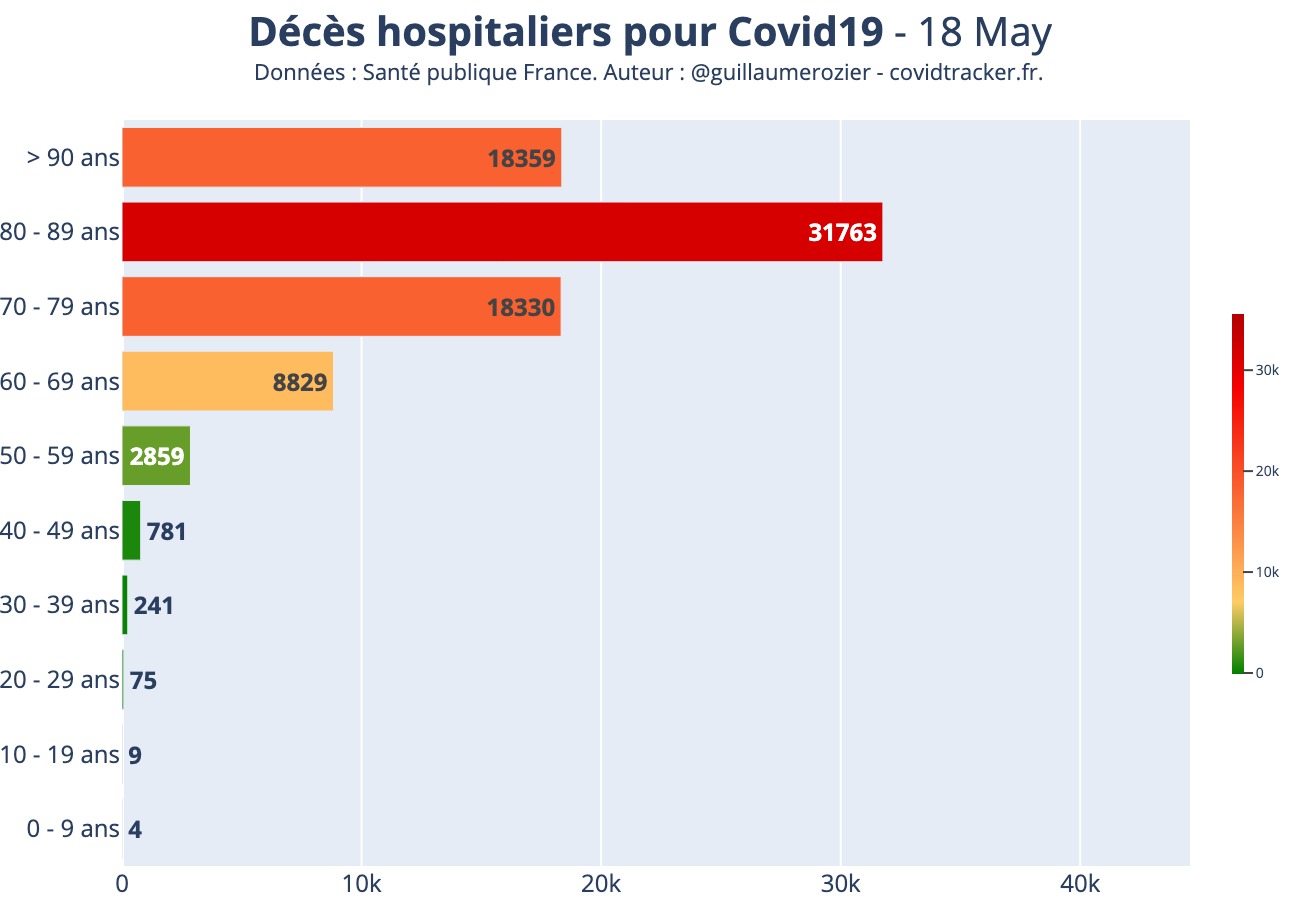 Décès hospitaliers pour Covid19 - 18 May
Données : Santé publique France. Auteur : @guillaumerozier - covidtracker.fr.
> 90 ans 18359
80 - 89 ans 31763
70 - 79 ans 18330
60 - 69 ans 8829
50 - 59 ans 2859
40 - 49 ans 781
30 - 39 ans 241
20 - 29 ans 75
10 - 19 ans 9
0 - 9 ans 4
0 10k 20k 30k 40k
30k
20k
10k
0